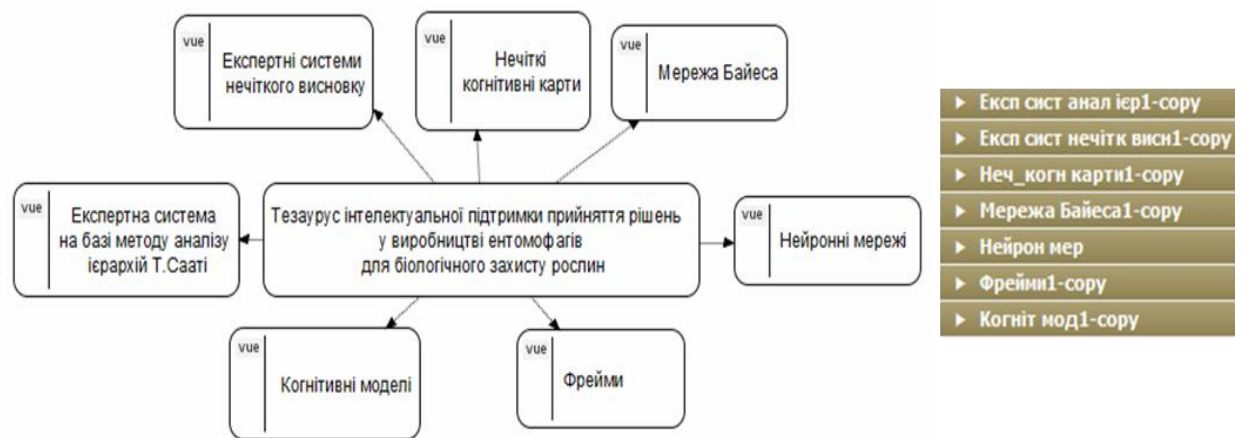 vue
Експертні системи
нечіткого висновку
vue
Нечіткі
когнітивні карти
vue
Мережа Байеса
vue
Експертна система
на базі методу аналізу
ієрархій Т.Сааті
Тезаурус інтелектуальної підтримки прийняття рішень
у виробництві ентомофагів
для біологічного захисту рослин
vue
Нейронні мережі
vue
Когнітивні моделі
vue
Фрейми
Експ сист анал ієр1-copy
Експ сист нечітк висн1-copy
Неч_когн карти1-copy
Мережа Байеса1-copy
Нейрон мер
Фрейми1-copy
Когніт мод1-copy